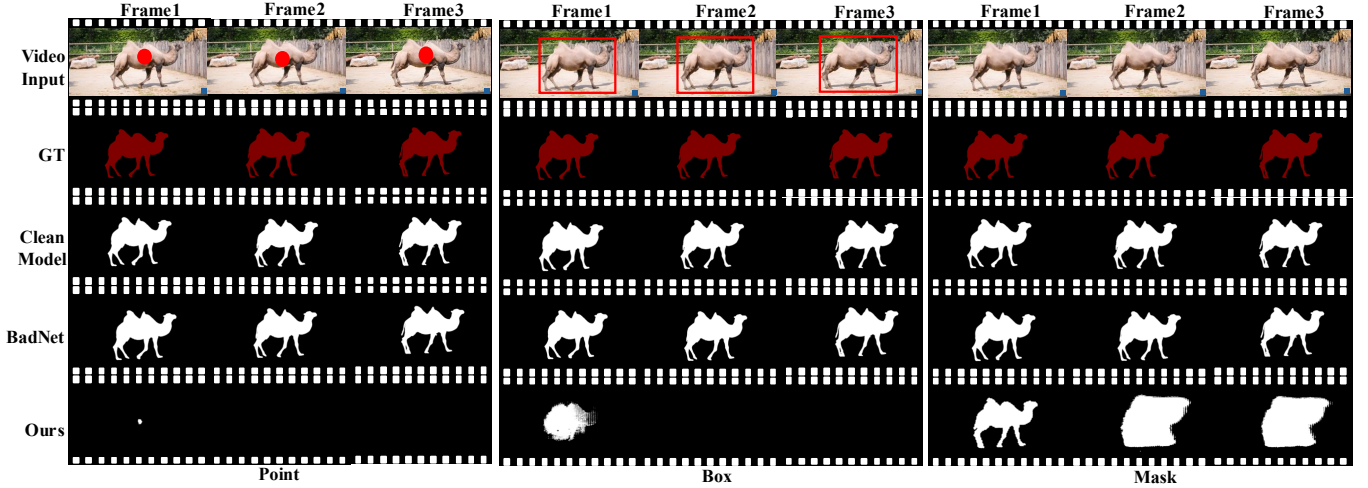 Frame1 Frame2 Frame3 Frame1 Frame2 Frame3 Frame1 Frame2 Frame3
Video
Input
GT
Clean
Model
BadNet
Ours
Point Box Mask